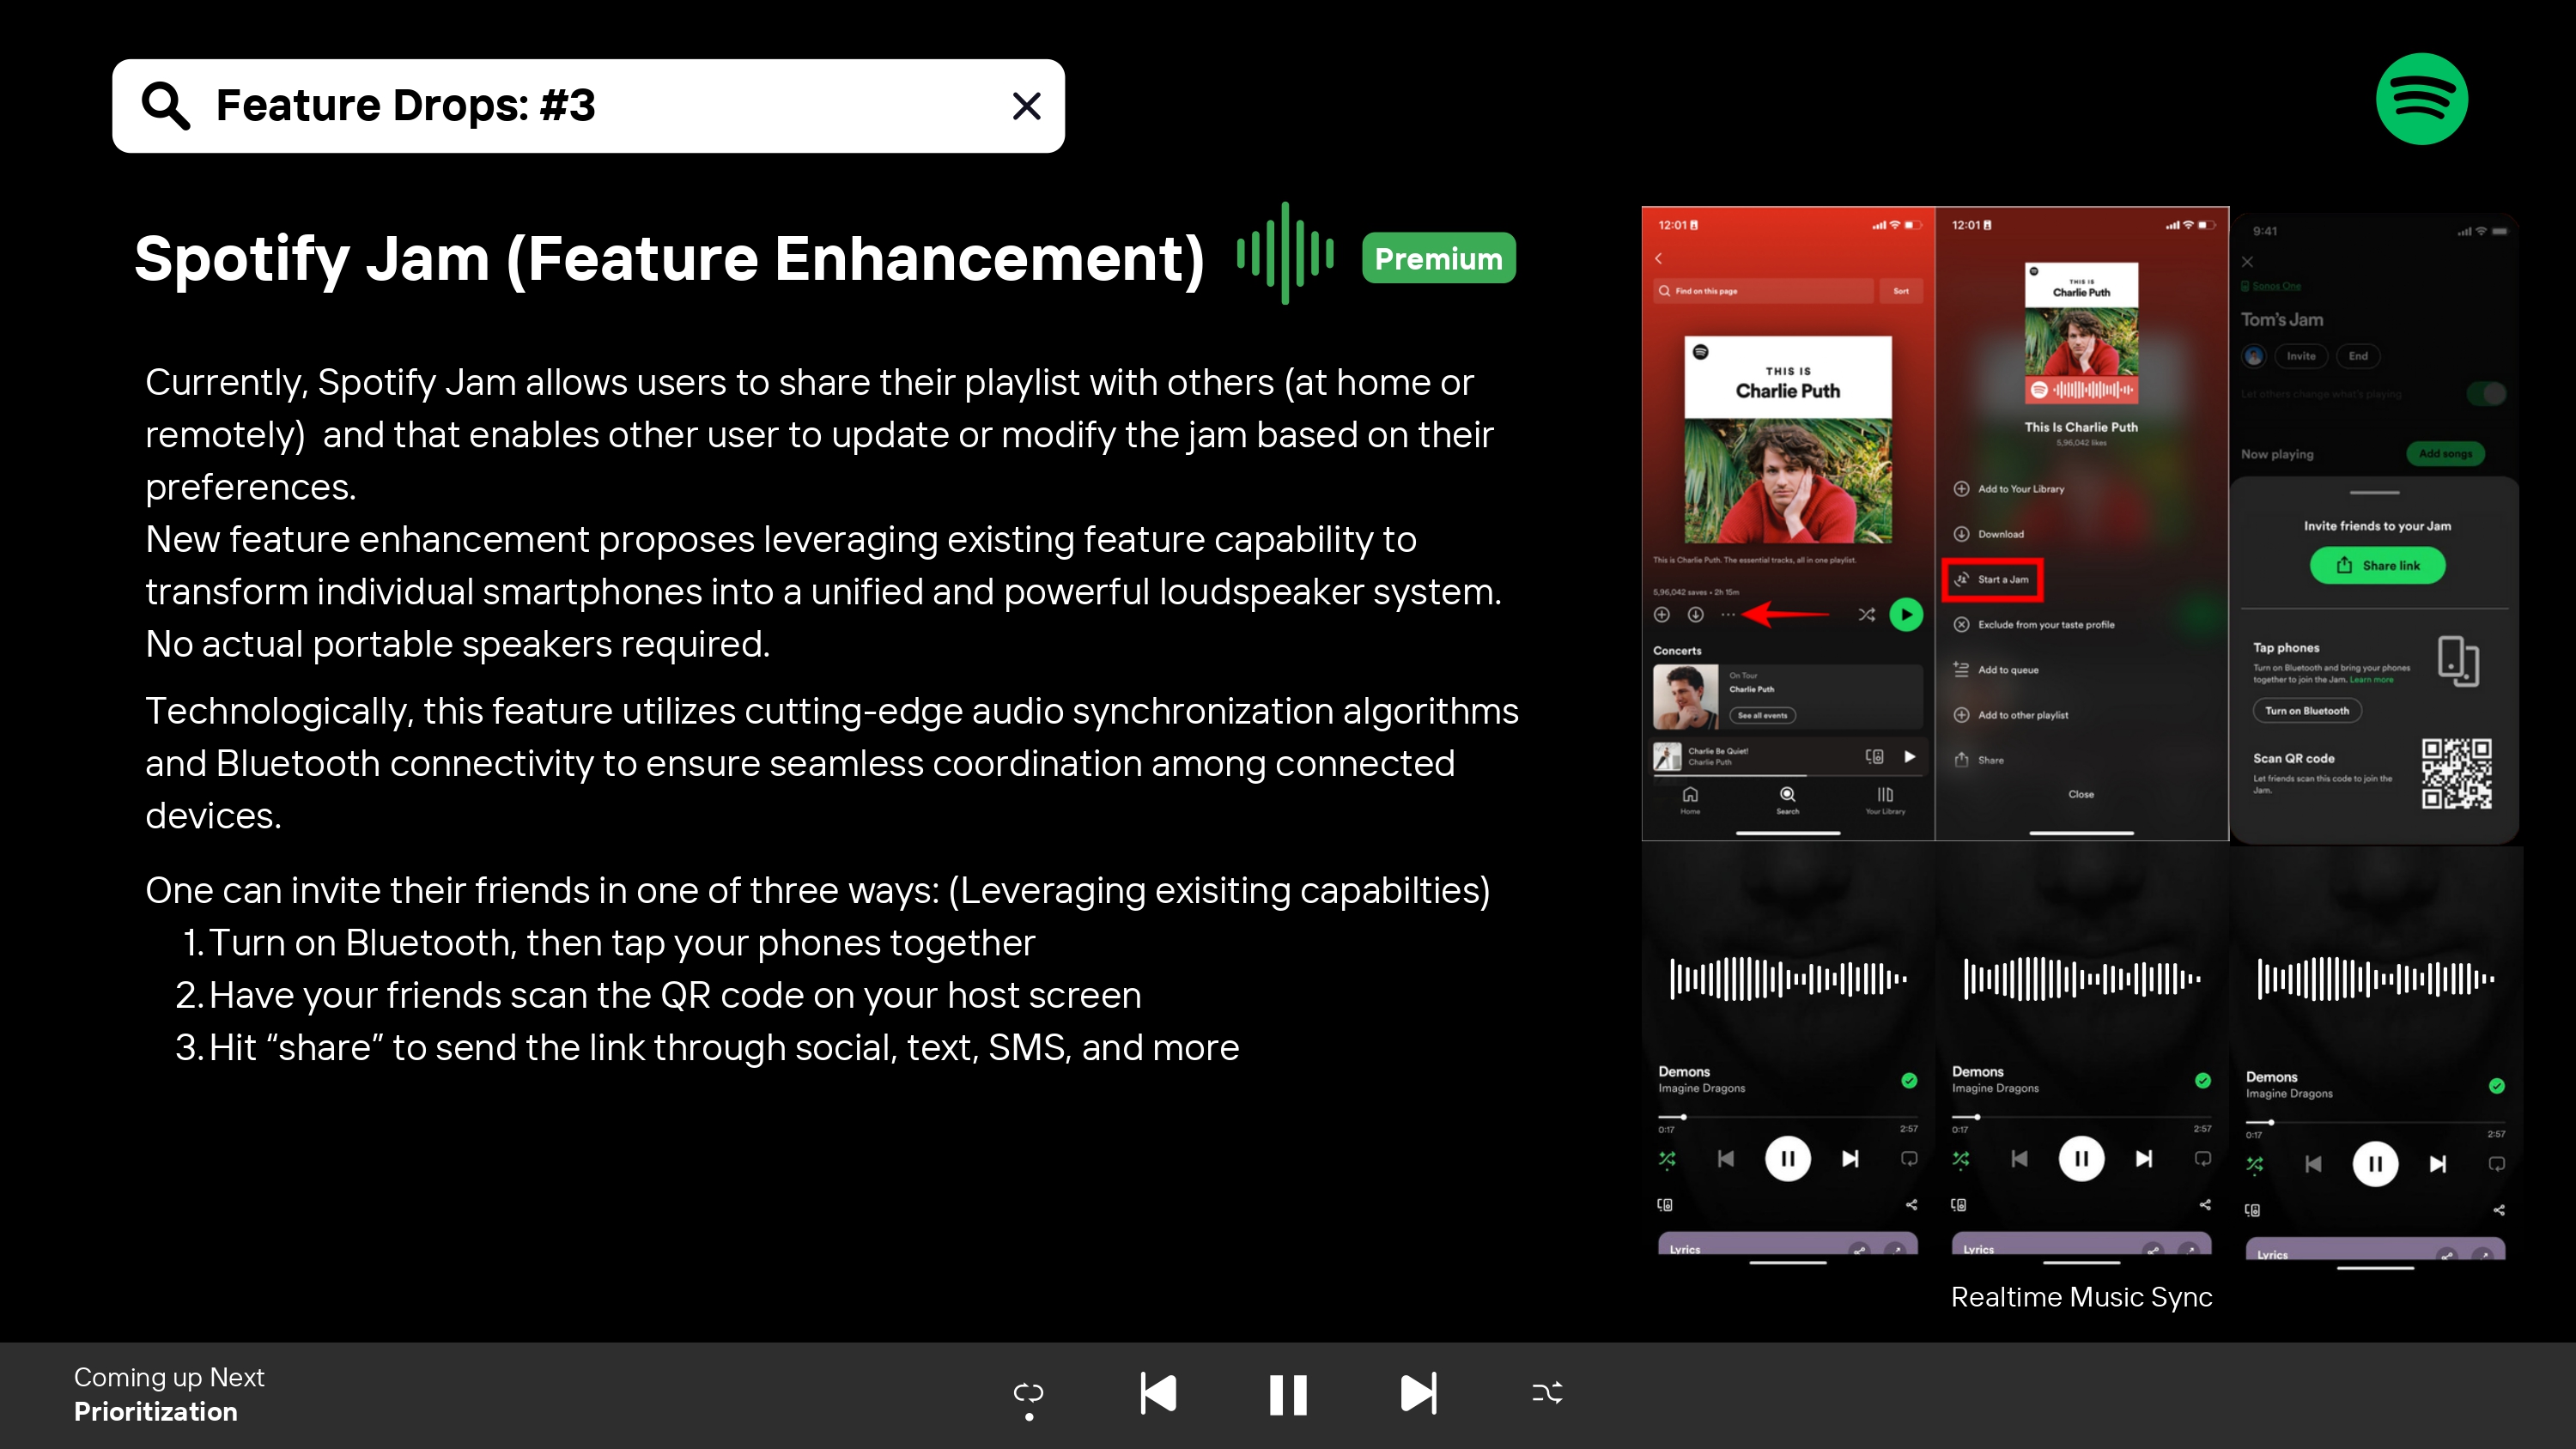 Feature Drops: #3
Spotify Jam (Feature Enhancement)
Premium
Currently, Spotify Jam allows users to share their playlist with others (at home or
remotely)  and that enables other user to update or modify the jam based on their
preferences.
New feature enhancement proposes leveraging existing feature capability to
transform individual smartphones into a unified and powerful loudspeaker system.
No actual portable speakers required.
Technologically, this feature utilizes cutting-edge audio synchronization algorithms
and Bluetooth connectivity to ensure seamless coordination among connected
devices.
One can invite their friends in one of three ways: (Leveraging exisiting capabilties)
1. Turn on Bluetooth, then tap your phones together
2. Have your friends scan the QR code on your host screen
3. Hit “share” to send the link through social, text, SMS, and more
12:01
Find on this page
Sort
THIS IS
Charlie Puth
This is Charlie Puth. The essential tracks, all in one playlist.
5,96,042 saves • 2h 15m
Concerts
On Tour
Charlie Puth
See all events
Charlie Be Quiet!
Charlie Puth
Home
Search
Your Library
12:01
THIS IS
Charlie Puth
This Is Charlie Puth
5,96,042 likes
Add to Your Library
Download
Start a Jam
Exclude from your taste profile
Add to queue
Add to other playlist
Share
Close
9:41
Sonos One
Tom's Jam
Invite
End
Let others change what's playing
Now playing
Add songs
Invite friends to your Jam
Share link
Tap phones
Turn on Bluetooth and bring your phones
together to join the Jam. Learn more
Turn on Bluetooth
Scan QR code
Let friends scan this code to join the
Jam.
Demons
Imagine Dragons
0:17
2:57
Lyrics
Demons
Imagine Dragons
0:17
2:57
Lyrics
Demons
Imagine Dragons
0:17
2:57
Lyrics
Realtime Music Sync
Coming up Next
Prioritization